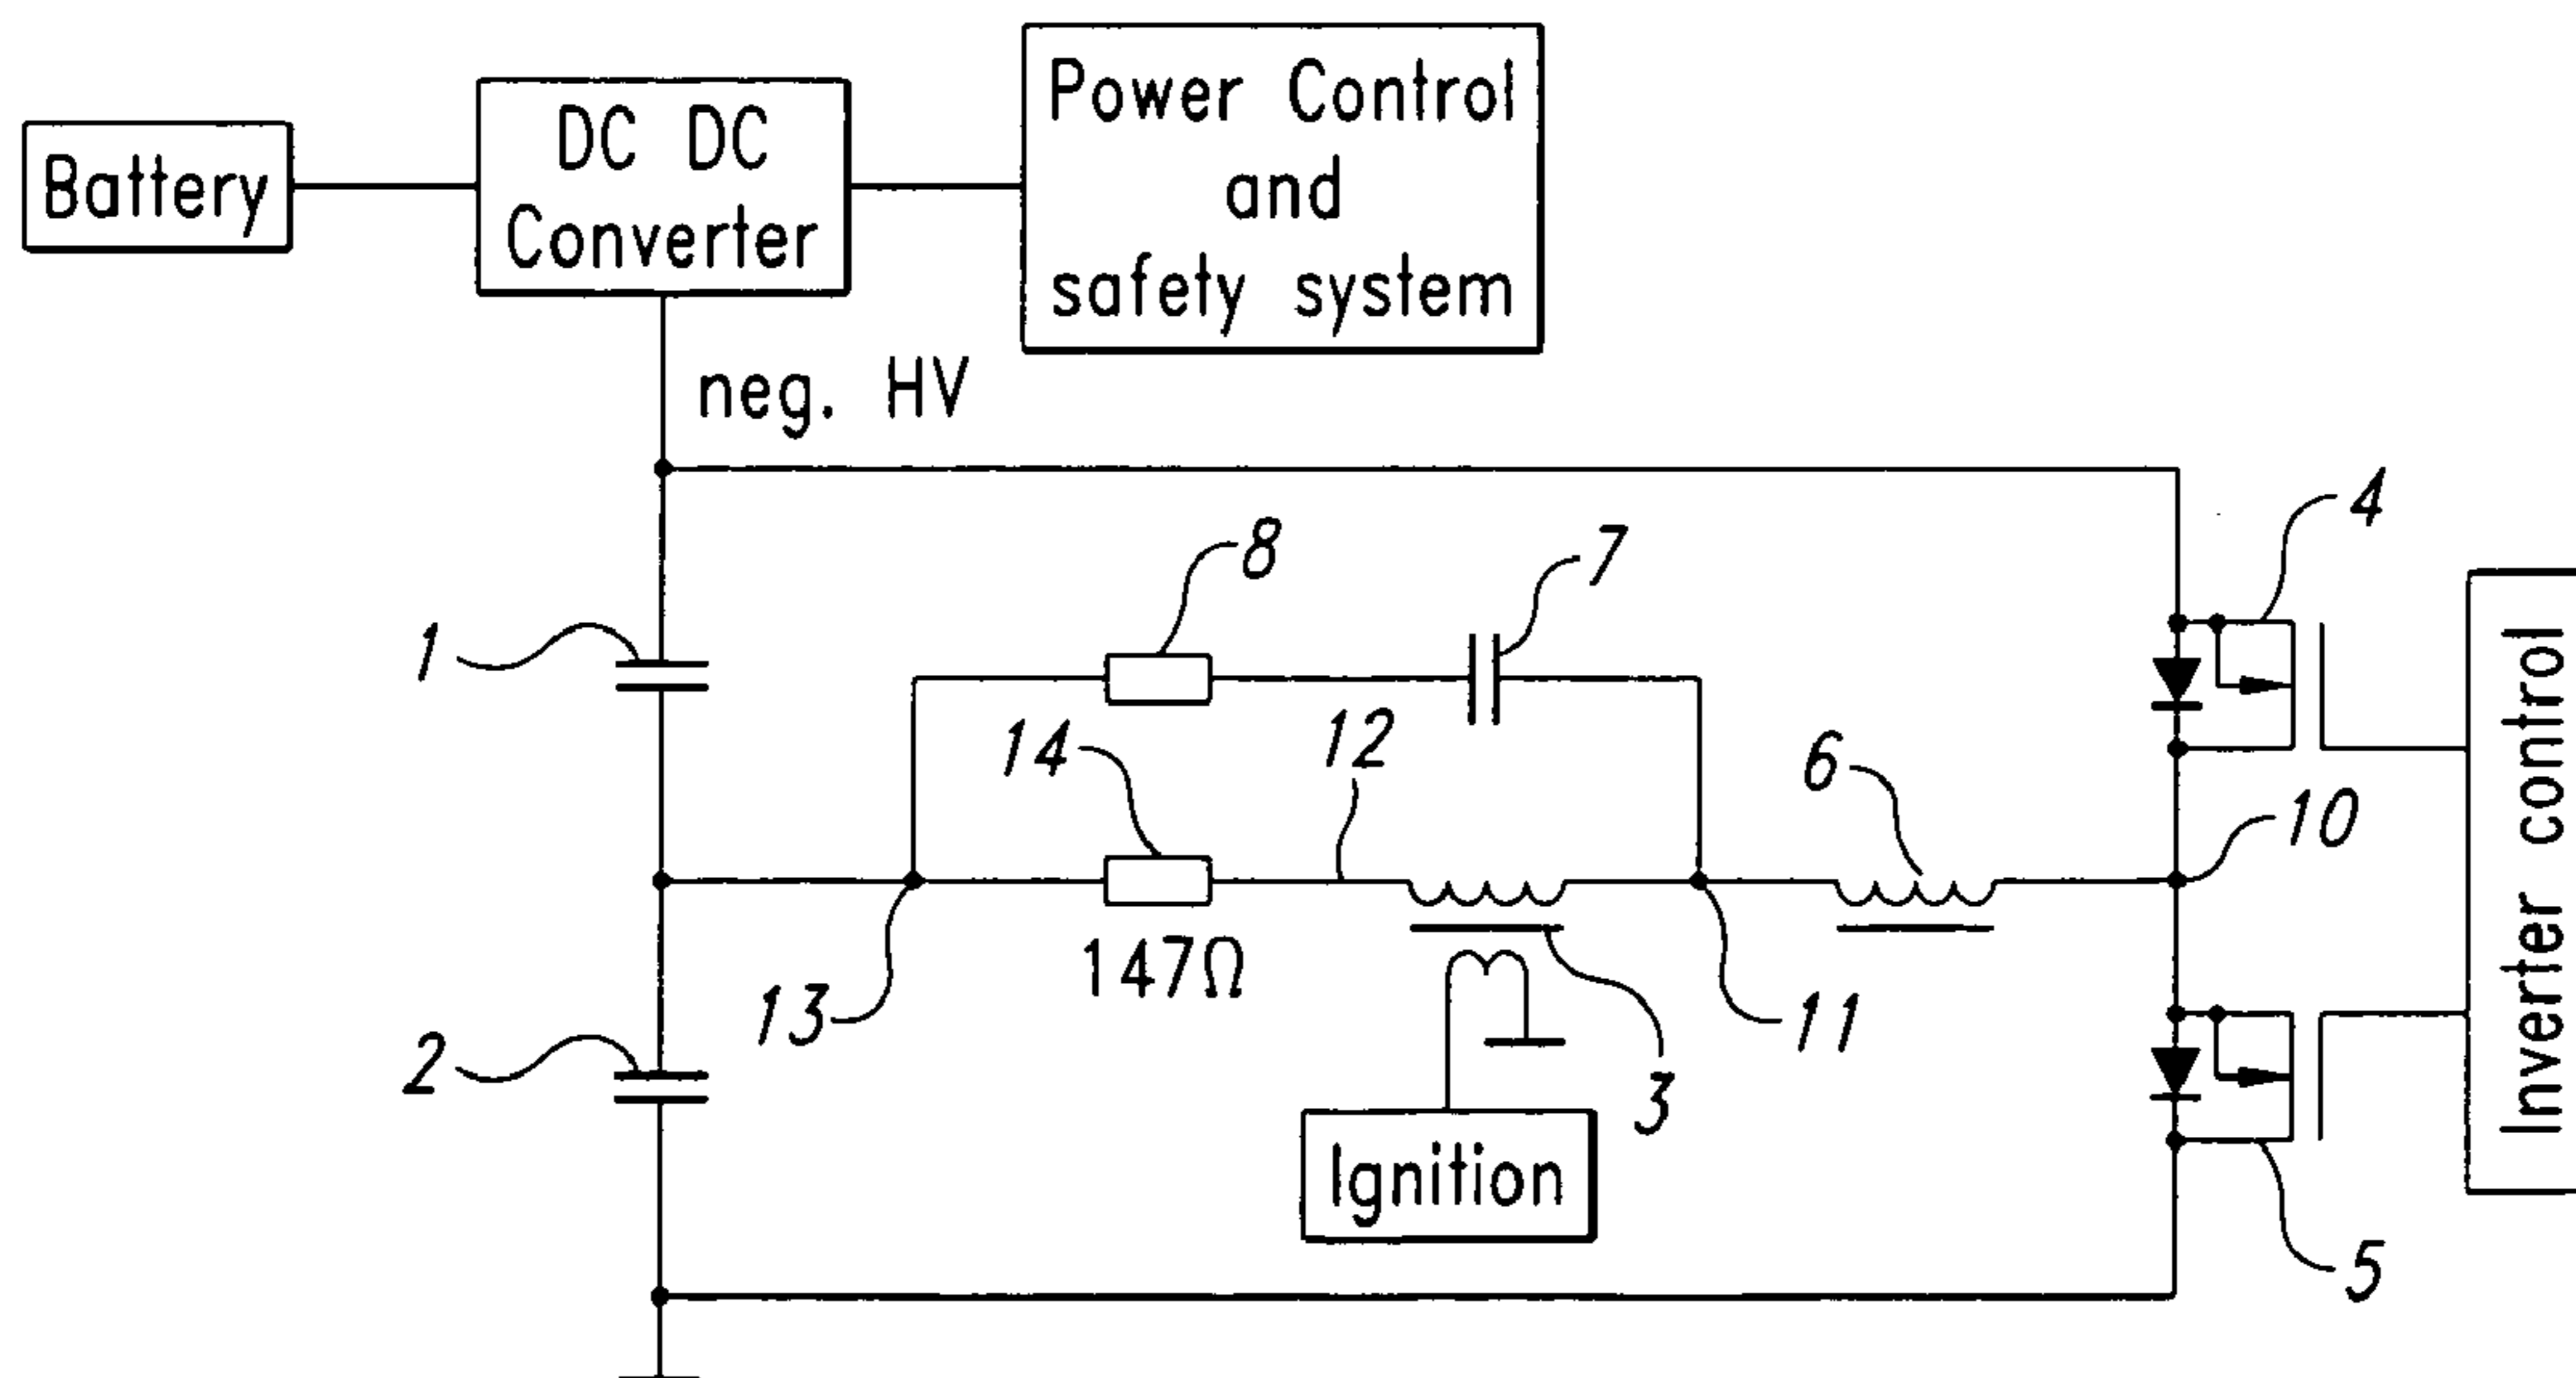 Battery
DC DC
Converter
Power Control
and
safety system
neg. HV
4
8
7
1
14
12
6
10
Inverter control
13
147Ω
11
2
3
Ignition
5